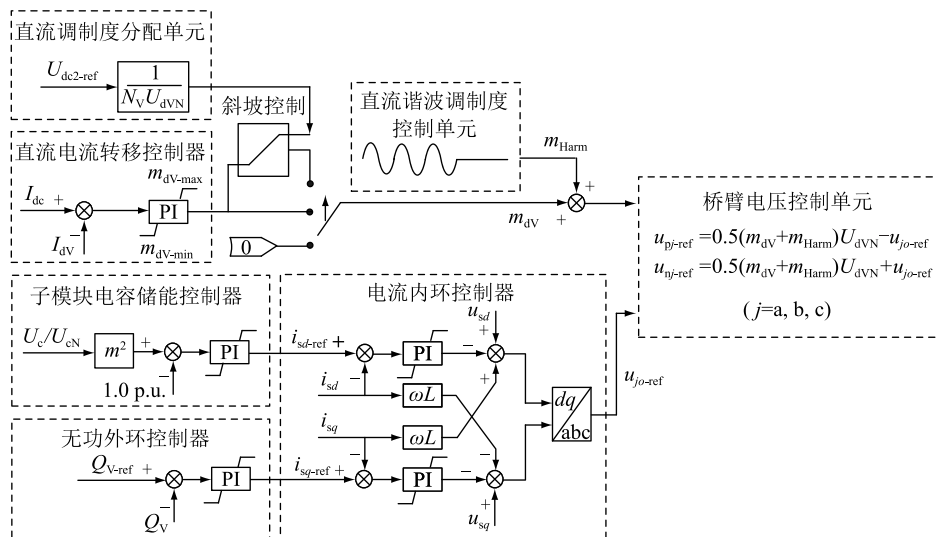 直流调制度分配单元
U_dc2-ref
1
N_V U_dVN
斜坡控制
直流谐波调制度
控制单元
m_Harm
+
+
m_dV
直流电流转移控制器
m_dV-max
I_dc +
PI
I_dV −
m_dV-min
0
桥臂电压控制单元
u_pj-ref =0.5(m_dV+m_Harm)U_dVN−u_jo-ref
u_nj-ref =0.5(m_dV+m_Harm)U_dVN+u_jo-ref
(j=a, b, c)
子模块电容储能控制器
U_c/U_cN
m²
+
−
1.0 p.u.
PI
电流内环控制器
u_sd
+
i_sd-ref +
PI
−
−
+
i_sd
ωL
i_sq
ωL
−
−
i_sq-ref +
PI
−
+
u_sq
dq
abc
u_jo-ref
无功外环控制器
Q_V-ref +
PI
−
Q_V